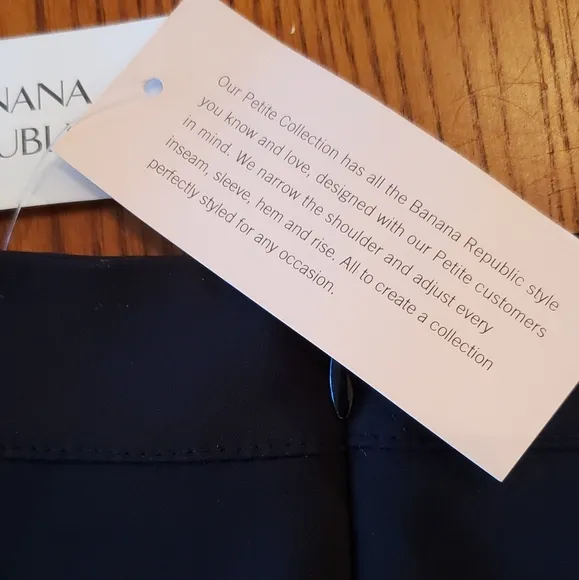 NANA
UBLI
Our Petite Collection has all the Banana Republic style
you know and love, designed with our Petite customers
in mind. We narrow the shoulder and adjust every
inseam, sleeve, hem and rise. All to create a collection
perfectly styled for any occasion.